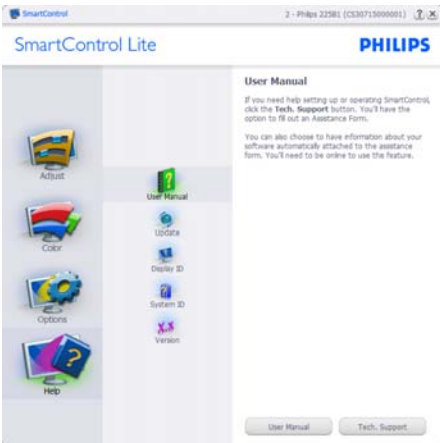 SmartControl
2 - Philips 225B1 (CS30715000001)
SmartControl Lite
PHILIPS
Adjust
Color
Options
Help
User Manual
Update
Display ID
System ID
X.X
Version
User Manual
If you need help setting up or operating SmartControl,
click the Tech. Support button. You'll have the
option to fill out an Assistance Form.
You can also choose to have information about your
software automatically attached to the assistance
form. You'll need to be online to use the feature.
User Manual
Tech. Support